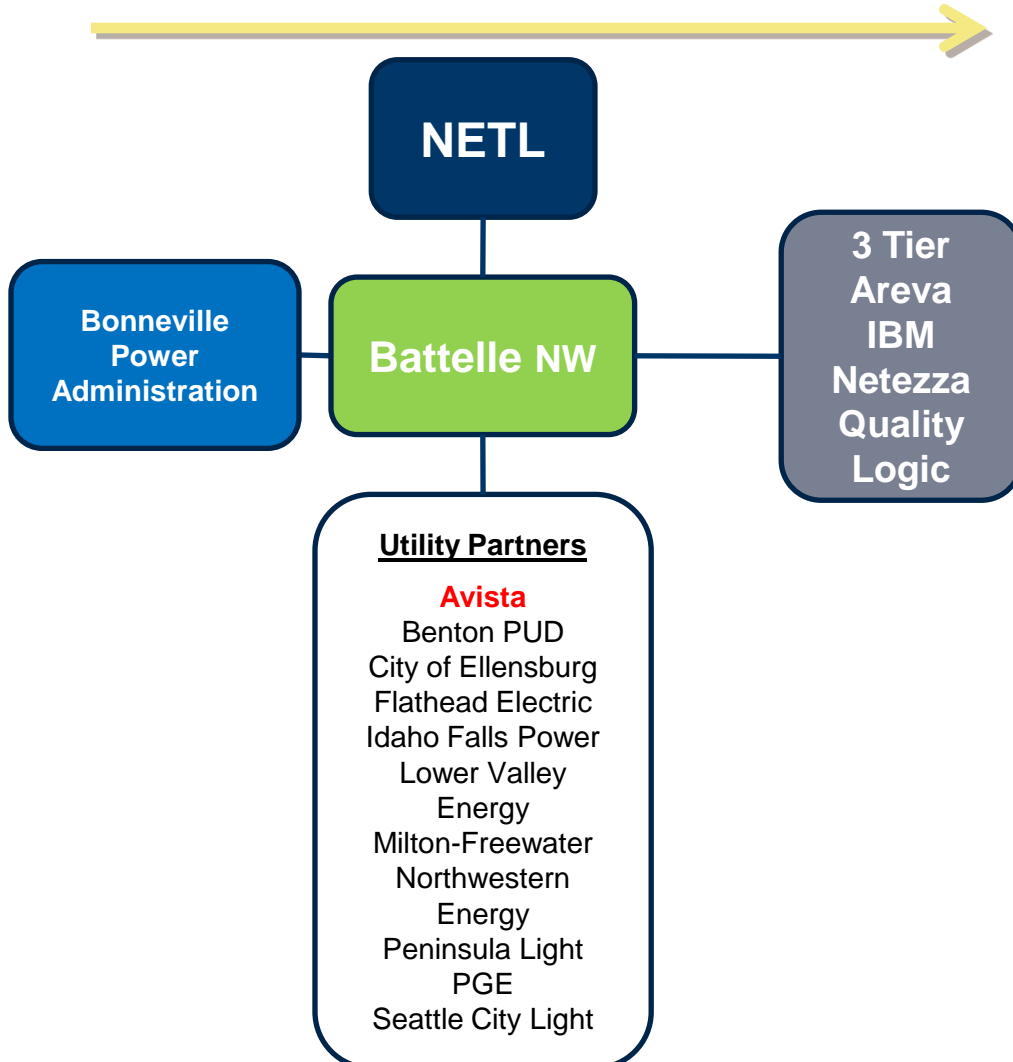 NETL
Bonneville
Power
Administration
Battelle NW
3 Tier
Areva
IBM
Netezza
Quality
Logic
Utility Partners
Avista
Benton PUD
City of Ellensburg
Flathead Electric
Idaho Falls Power
Lower Valley
Energy
Milton-Freewater
Northwestern
Energy
Peninsula Light
PGE
Seattle City Light